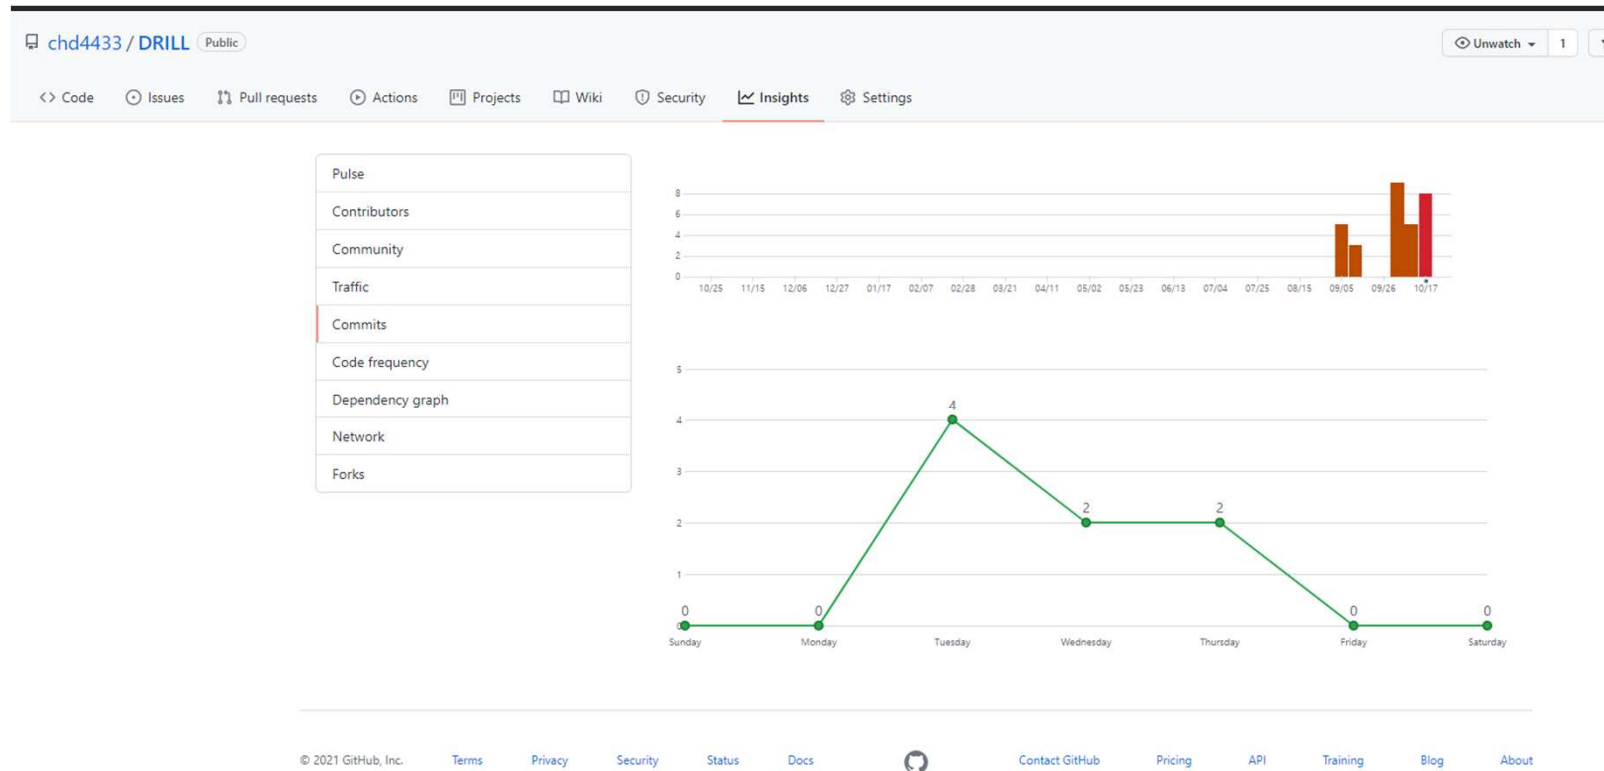 chd4433 / DRILL Public
Unwatch 1
Code Issues Pull requests Actions Projects Wiki Security Insights Settings
Pulse
Contributors
Community
Traffic
Commits
Code frequency
Dependency graph
Network
Forks
8
6
4
2
0
10/25 11/15 12/06 12/27 01/17 02/07 02/28 03/21 04/11 05/02 05/23 06/13 07/04 07/25 08/15 09/05 09/26 10/17
5
4
3
2
1
0
0 0 4 2 2 0 0
Sunday Monday Tuesday Wednesday Thursday Friday Saturday
© 2021 GitHub, Inc. Terms Privacy Security Status Docs Contact GitHub Pricing API Training Blog About